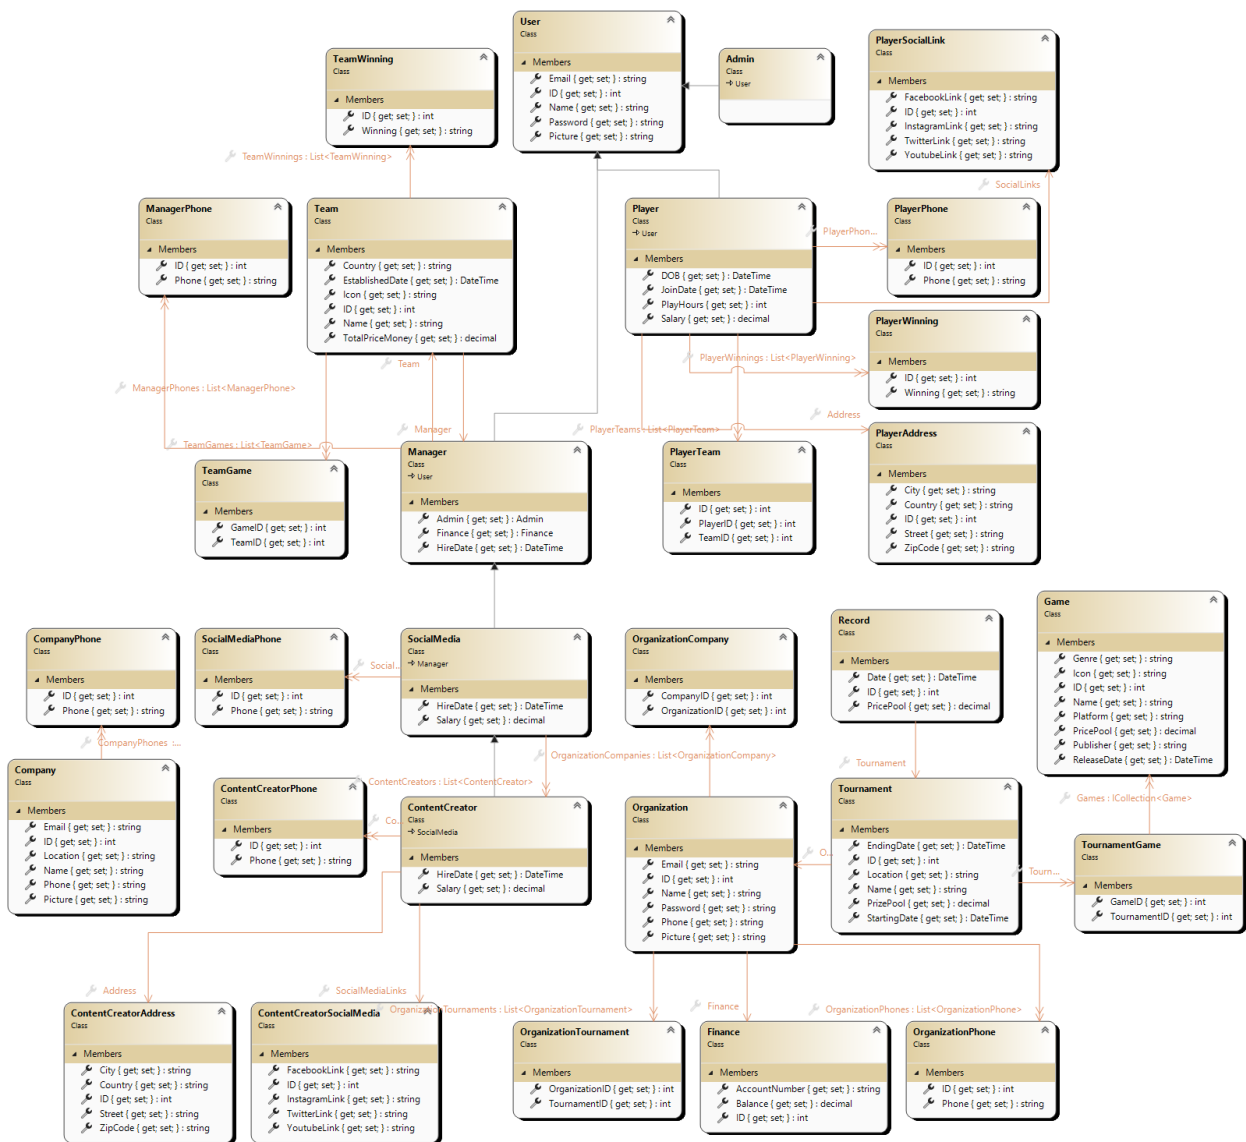 User
Class
Members
Email { get; set; } : string
ID { get; set; } : int
Name { get; set; } : string
Password { get; set; } : string
Picture { get; set; } : string
TeamWinning
Class
Members
ID { get; set; } : int
Winning { get; set; } : string
Admin
Class
User
PlayerSocialLink
Class
Members
FacebookLink { get; set; } : string
ID { get; set; } : int
InstagramLink { get; set; } : string
TwitterLink { get; set; } : string
YoutubeLink { get; set; } : string
TeamWinnings : List<TeamWinning>
SocialLinks
ManagerPhone
Class
Members
ID { get; set; } : int
Phone { get; set; } : string
Team
Class
Members
Country { get; set; } : string
EstablishedDate { get; set; } : DateTime
Icon { get; set; } : string
ID { get; set; } : int
Name { get; set; } : string
TotalPriceMoney { get; set; } : decimal
Player
Class
User
Members
DOB { get; set; } : DateTime
JoinDate { get; set; } : DateTime
PlayHours { get; set; } : int
Salary { get; set; } : decimal
PlayerPhon...
PlayerPhone
Class
Members
ID { get; set; } : int
Phone { get; set; } : string
PlayerWinning
Class
Members
ID { get; set; } : int
Winning { get; set; } : string
PlayerWinnings : List<PlayerWinning>
Team
ManagerPhones : List<ManagerPhone>
Address
Manager
PlayerTeams : List<PlayerTeam>
TeamGames : List<TeamGame>
PlayerAddress
Class
Members
City { get; set; } : string
Country { get; set; } : string
ID { get; set; } : int
Street { get; set; } : string
ZipCode { get; set; } : string
Manager
Class
User
Members
Admin { get; set; } : Admin
Finance { get; set; } : Finance
HireDate { get; set; } : DateTime
PlayerTeam
Class
Members
ID { get; set; } : int
PlayerID { get; set; } : int
TeamID { get; set; } : int
TeamGame
Class
Members
GameID { get; set; } : int
TeamID { get; set; } : int
Game
Class
Members
Genre { get; set; } : string
Icon { get; set; } : string
ID { get; set; } : int
Name { get; set; } : string
Platform { get; set; } : string
PricePool { get; set; } : decimal
Publisher { get; set; } : string
ReleaseDate { get; set; } : DateTime
Record
Class
Members
Date { get; set; } : DateTime
ID { get; set; } : int
PricePool { get; set; } : decimal
CompanyPhone
Class
Members
ID { get; set; } : int
Phone { get; set; } : string
SocialMediaPhone
Class
Members
ID { get; set; } : int
Phone { get; set; } : string
Social...
SocialMedia
Class
Manager
Members
HireDate { get; set; } : DateTime
Salary { get; set; } : decimal
OrganizationCompany
Class
Members
CompanyID { get; set; } : int
OrganizationID { get; set; } : int
CompanyPhones :...
OrganizationCompanies : List<OrganizationCompany>
Tournament
ContentCreators : List<ContentCreator>
Games : ICollection<Game>
Company
Class
Members
Email { get; set; } : string
ID { get; set; } : int
Location { get; set; } : string
Name { get; set; } : string
Phone { get; set; } : string
Picture { get; set; } : string
ContentCreatorPhone
Class
Members
ID { get; set; } : int
Phone { get; set; } : string
Co...
ContentCreator
Class
SocialMedia
Members
HireDate { get; set; } : DateTime
Salary { get; set; } : decimal
Organization
Class
Members
Email { get; set; } : string
ID { get; set; } : int
Name { get; set; } : string
Password { get; set; } : string
Phone { get; set; } : string
Picture { get; set; } : string
O...
Tournament
Class
Members
EndingDate { get; set; } : DateTime
ID { get; set; } : int
Location { get; set; } : string
Name { get; set; } : string
PrizePool { get; set; } : decimal
StartingDate { get; set; } : DateTime
Tourn...
TournamentGame
Class
Members
GameID { get; set; } : int
TournamentID { get; set; } : int
Address
SocialMediaLinks
OrganizationTournaments : List<OrganizationTournament>
Finance
OrganizationPhones : List<OrganizationPhone>
ContentCreatorAddress
Class
Members
City { get; set; } : string
Country { get; set; } : string
ID { get; set; } : int
Street { get; set; } : string
ZipCode { get; set; } : string
ContentCreatorSocialMedia
Class
Members
FacebookLink { get; set; } : string
ID { get; set; } : int
InstagramLink { get; set; } : string
TwitterLink { get; set; } : string
YoutubeLink { get; set; } : string
OrganizationTournament
Class
Members
OrganizationID { get; set; } : int
TournamentID { get; set; } : int
Finance
Class
Members
AccountNumber { get; set; } : string
Balance { get; set; } : decimal
ID { get; set; } : int
OrganizationPhone
Class
Members
ID { get; set; } : int
Phone { get; set; } : string